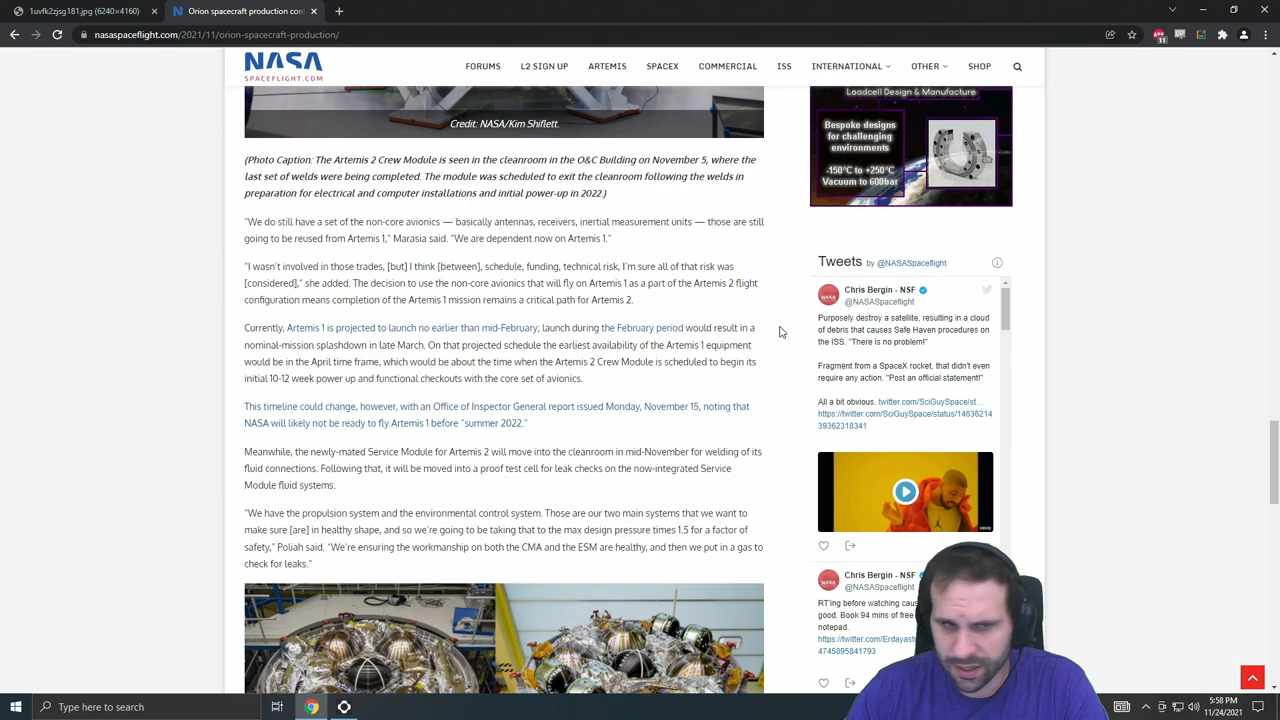 1uvfk2jsg181.jpg (6240×4160)
Orion spacecraft production
nasaspaceflight.com/2021/11/orion-spacecraft-production/
11
NASA
SPACEFLIGHT.COM
FORUMS
L2 SIGN UP
ARTEMIS
SPACEX
COMMERCIAL
ISS
INTERNATIONAL
OTHER
SHOP
Credit: NASA/Kim Shiflett.
(Photo Caption: The Artemis 2 Crew Module is seen in the cleanroom in the O&C Building on November 5, where the
last set of welds were being completed. The module was scheduled to exit the cleanroom following the welds in
preparation for electrical and computer installations and initial power-up in 2022.)
“We do still have a set of the non-core avionics — basically antennas, receivers, inertial measurement units — those are still
going to be reused from Artemis 1,” Marasia said. “We are dependent now on Artemis 1.”
“I wasn’t involved in those trades, [but] I think [between], schedule, funding, technical risk, I’m sure all of that risk was
[considered],” she added. The decision to use the non-core avionics that will fly on Artemis 1 as a part of the Artemis 2 flight
configuration means completion of the Artemis 1 mission remains a critical path for Artemis 2.
Currently, Artemis 1 is projected to launch no earlier than mid-February; launch during the February period would result in a
nominal-mission splashdown in late March. On that projected schedule the earliest availability of the Artemis 1 equipment
would be in the April time frame, which would be about the time when the Artemis 2 Crew Module is scheduled to begin its
initial 10-12 week power up and functional checkouts with the core set of avionics.
This timeline could change, however, with an Office of Inspector General report issued Monday, November 15, noting that
NASA will likely not be ready to fly Artemis 1 before “summer 2022.”
Meanwhile, the newly-mated Service Module for Artemis 2 will move into the cleanroom in mid-November for welding of its
fluid connections. Following that, it will be moved into a proof test cell for leak checks on the now-integrated Service
Module fluid systems.
“We have the propulsion system and the environmental control system. Those are our two main systems that we want to
make sure [are] in healthy shape, and so we’re going to be taking that to the max design pressure times 1.5 for a factor of
safety,” Poliah said. “We’re ensuring the workmanship on both the CMA and the ESM are healthy, and then we put in a gas to
check for leaks.”
Loadcell Design & Manufacture
Bespoke designs
for challenging
environments
-150°C to +250°C
Vacuum to 600bar
Tweets by @NASASpaceflight
Chris Bergin - NSF
@NASASpaceflight
Purposely destroy a satellite, resulting in a cloud
of debris that causes Safe Haven procedures on
the ISS. "There is no problem!"
Fragment from a SpaceX rocket, that didn't even
require any action. "Post an official statement!"
All a bit obvious. twitter.com/SciGuySpace/st…
https://twitter.com/SciGuySpace/status/14636214
39362318341
vevo
Chris Bergin - NSF
@NASASpaceflight
RT'ing before watching
good. Book 94 mins of free
notepad.
https://twitter.com/Erdayastr
4745895841793
Type here to search
5:58 PM
11/24/2021